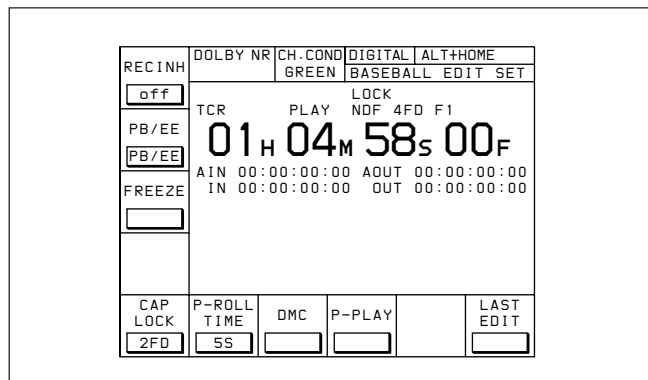 RECINH
off
DOLBY NR
CH.COND
GREEN
DIGITAL
ALT+HOME
BASEBALL EDIT SET
LOCK
TCR PLAY NDF 4FD F1
01H 04M 58S 00F
AIN 00:00:00:00 AOUT 00:00:00:00
IN 00:00:00:00 OUT 00:00:00:00
PB/EE
PB/EE
FREEZE
CAP LOCK
2FD
P-ROLL TIME
5S
DMC
P-PLAY
LAST EDIT